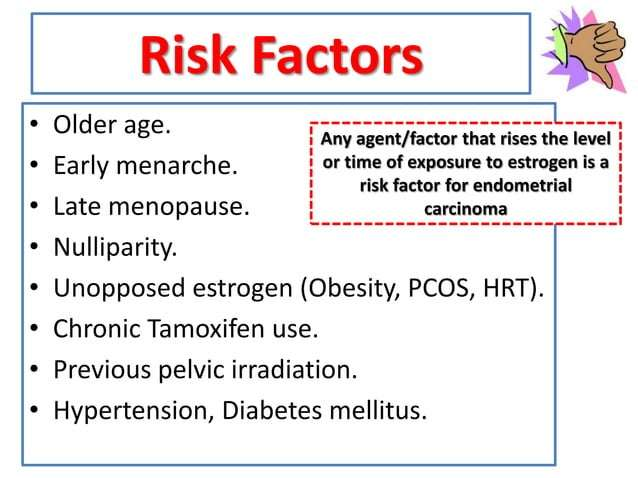 Risk Factors
• Older age.
• Early menarche.
• Late menopause.
• Nulliparity.
• Unopposed estrogen (Obesity, PCOS, HRT).
• Chronic Tamoxifen use.
• Previous pelvic irradiation.
• Hypertension, Diabetes mellitus.
Any agent/factor that rises the level
or time of exposure to estrogen is a
risk factor for endometrial
carcinoma